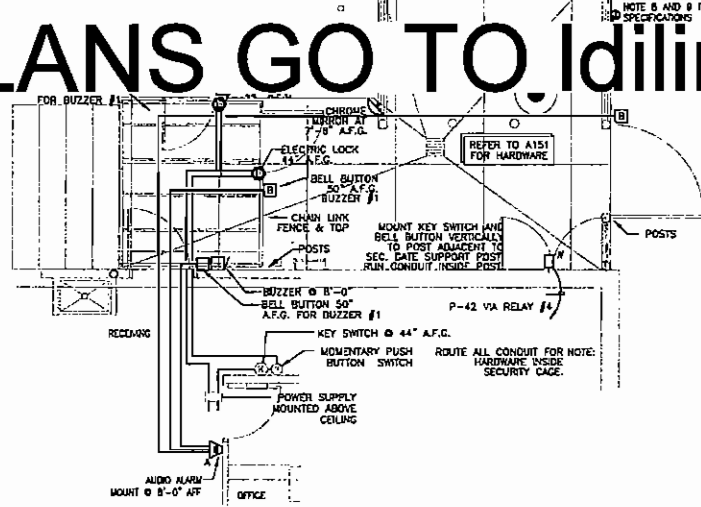 NOTE 8 AND 9
SPECIFICATIONS
LANS GO TO Idili
FOR BUZZER #1
CHROME
MIRROR AT
7'-8" A.F.G.
B
ELECTRIC LOCK
44" A.F.G.
REFER TO A151
FOR HARDWARE
B
BELL BUTTON
50" A.F.G.
BUZZER #1
CHAIN LINK
FENCE & TOP
MOUNT KEY SWITCH AND
BELL BUTTON VERTICALLY
TO POST ADJACENT TO
SEC. GATE SUPPORT POST
RUN CONDUIT INSIDE POST
POSTS
POSTS
BUZZER @ 8'-0"
BELL BUTTON 50"
A.F.G. FOR BUZZER #1
P-42 VIA RELAY #4
RECEIVING
KEY SWITCH @ 44" A.F.G.
MOMENTARY PUSH
BUTTON SWITCH
ROUTE ALL CONDUIT FOR NOTE:
HARDWARE INSIDE
SECURITY CAGE.
POWER SUPPLY
MOUNTED ABOVE
CEILING
A
AUDIO ALARM
MOUNT @ 8'-0" AFF
OFFICE